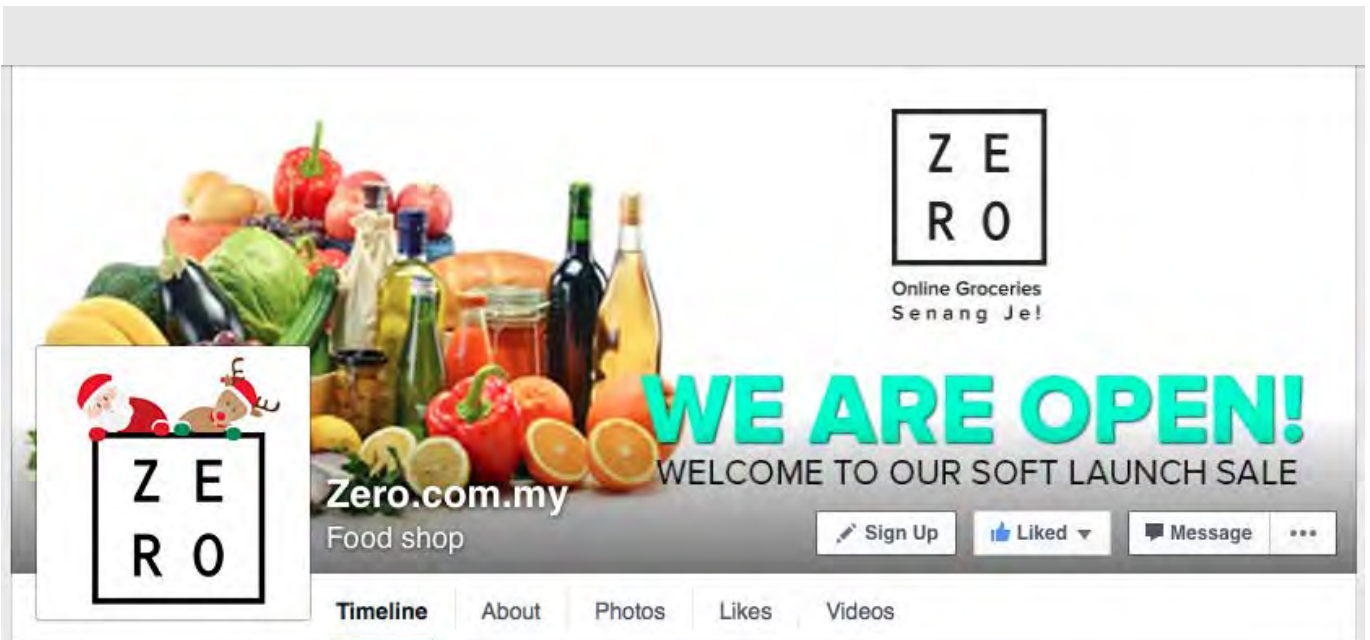 Z E
R O
Online Groceries
Senang Je!
WE ARE OPEN!
WELCOME TO OUR SOFT LAUNCH SALE
Z E
R O
Zero.com.my
Food shop
Sign Up
Liked
Message
Timeline About Photos Likes Videos